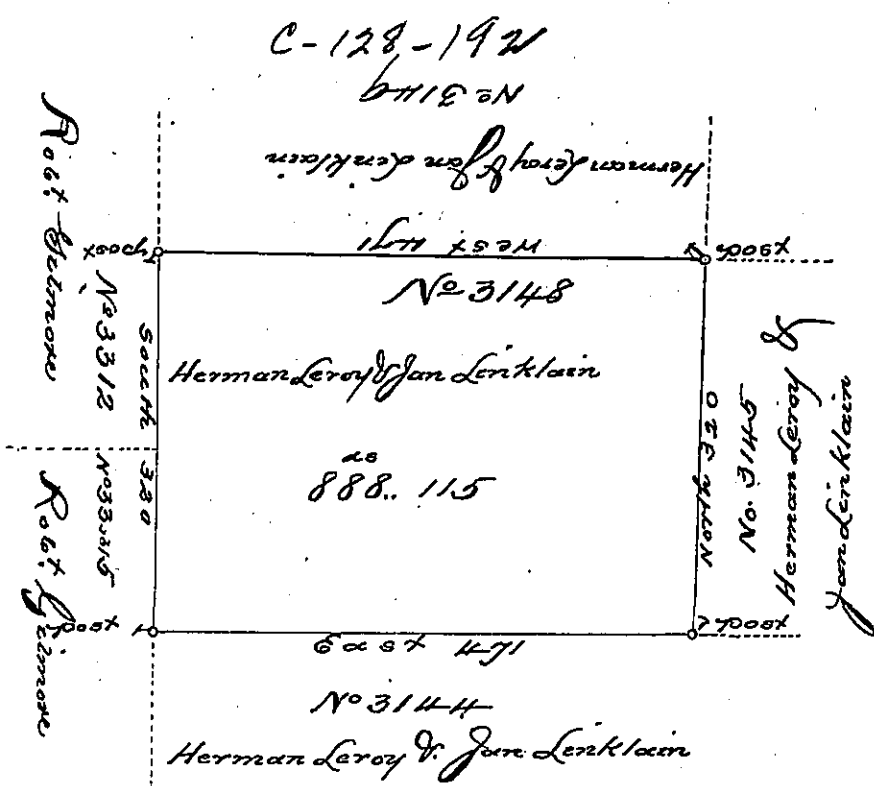 C-128-192
No 3149
Herman Leroy & Jan Linklain
West 471
post
post
No 3148
Herman Leroy & Jan Linklain
as
888.. 115
Robt Gilmore
No 3312
South 320
Robt Gilmore
North 320
No. 3145
Herman Leroy &
Jan Linklain
post
post
East 471
No 3144
Herman Leroy & Jan Linklain